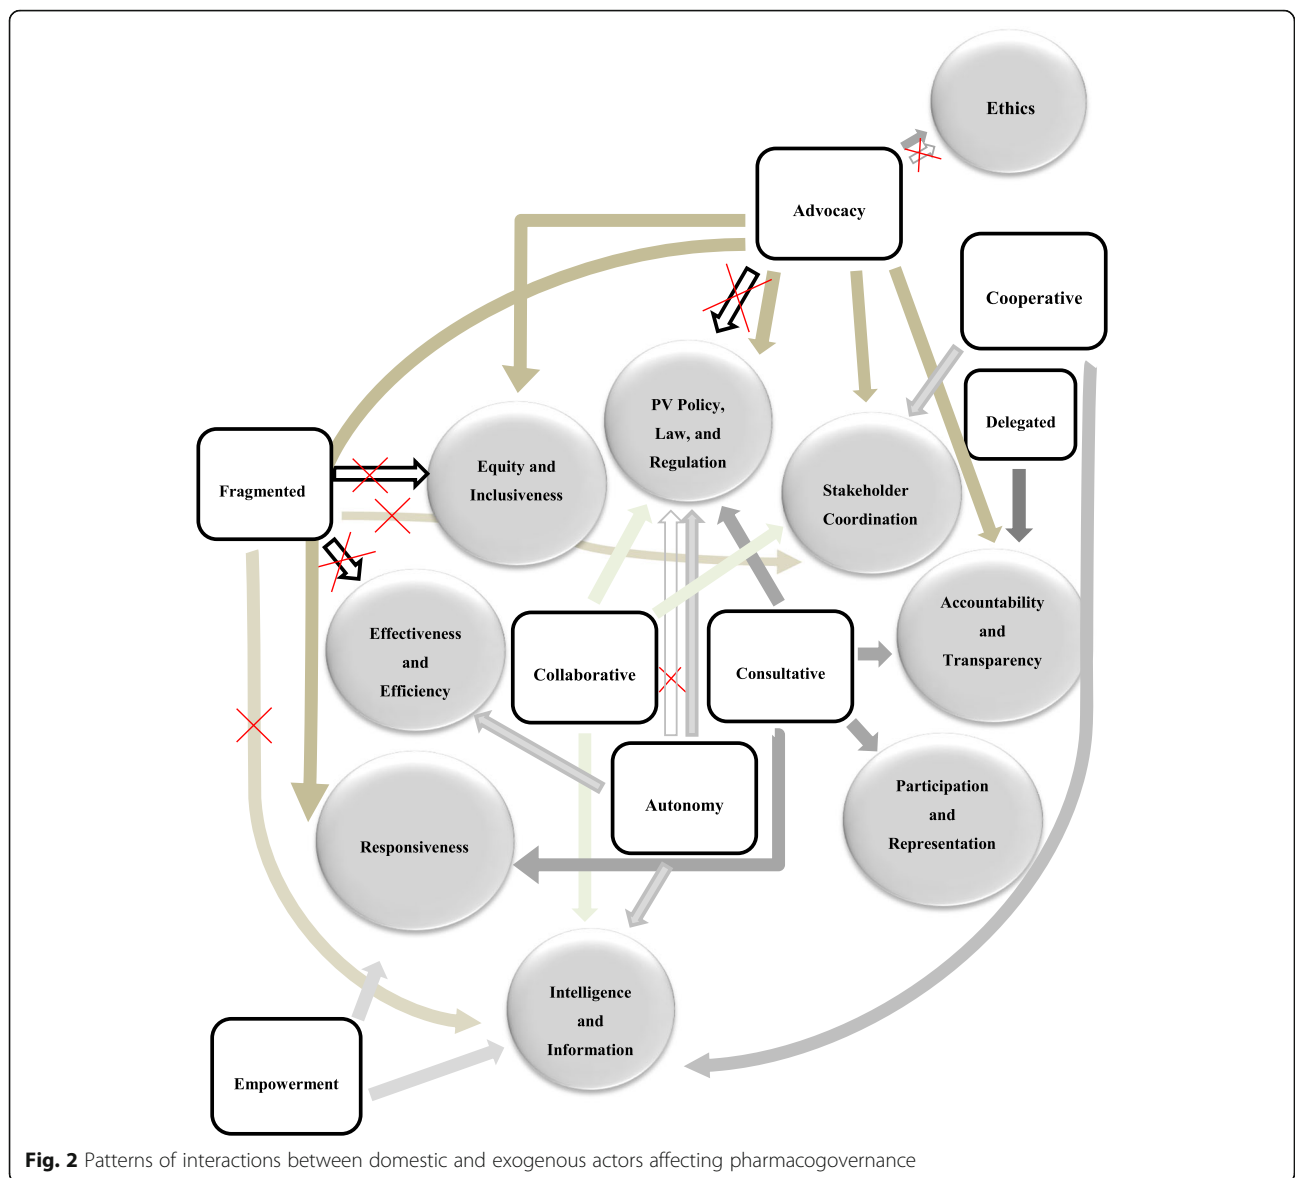 Ethics
Advocacy
Cooperative
PV Policy,
Law, and
Regulation
Delegated
Equity and
Inclusiveness
Fragmented
Stakeholder
Coordination
Effectiveness
and
Efficiency
Accountability
and
Transparency
Collaborative
Consultative
Autonomy
Participation
and
Representation
Responsiveness
Intelligence
and
Information
Empowerment
Fig. 2 Patterns of interactions between domestic and exogenous actors affecting pharmacogovernance